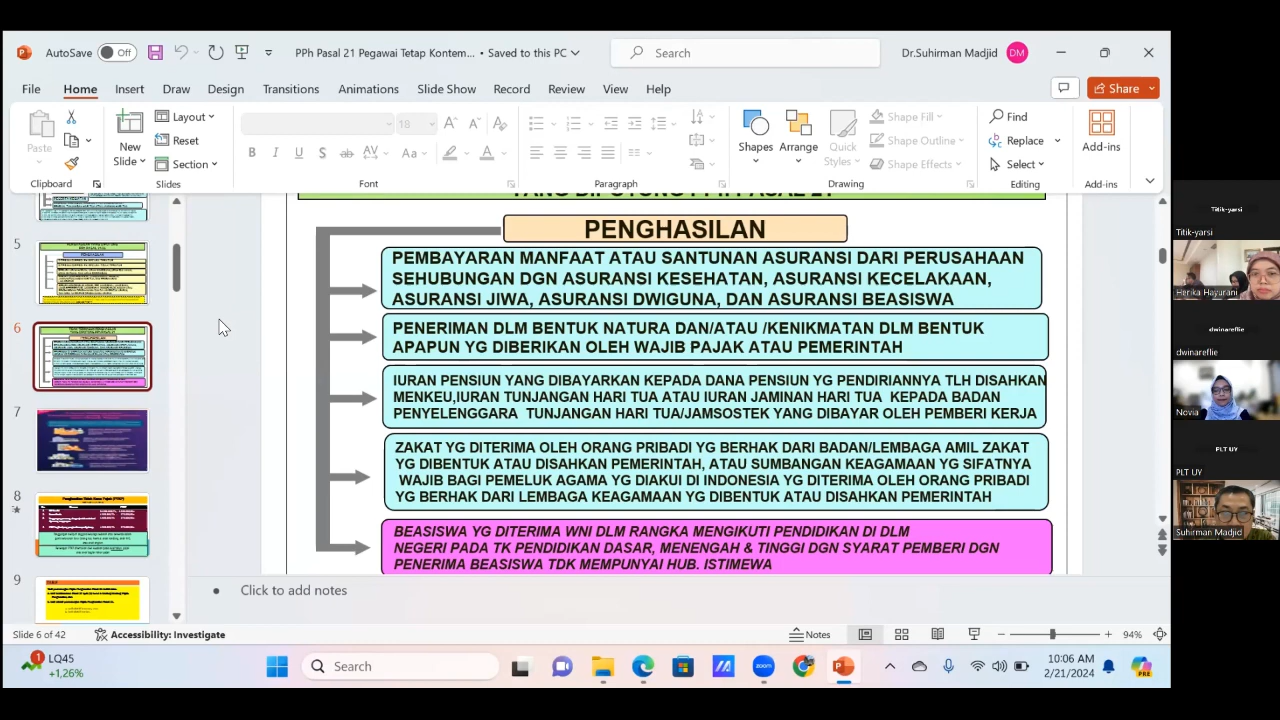 AutoSave Off
PPh Pasal 21 Pegawai Tetap Kontem... • Saved to this PC
Search
Dr.Suhirman Madjid DM
File Home Insert Draw Design Transitions Animations Slide Show Record Review View Help Share
Paste
New
Slide
Layout
Reset
Section
18
B I U S ab AV Aa A
Shapes
Arrange
Quick
Styles
Shape Fill
Shape Outline
Shape Effects
Find
Replace
Select
Add-ins
Clipboard Slides Font Paragraph Drawing Editing Add-ins
5
6
7
8
9
PENGHASILAN
PEMBAYARAN MANFAAT ATAU SANTUNAN ASURANSI DARI PERUSAHAAN
SEHUBUNGAN DGN ASURANSI KESEHATAN, ASURANSI KECELAKAAN,
ASURANSI JIWA, ASURANSI DWIGUNA, DAN ASURANSI BEASISWA
PENERIMAN DLM BENTUK NATURA DAN/ATAU /KENIKMATAN DLM BENTUK
APAPUN YG DIBERIKAN OLEH WAJIB PAJAK ATAU PEMERINTAH
IURAN PENSIUN YANG DIBAYARKAN KEPADA DANA PENSIUN YG PENDIRIANNYA TLH DISAHKAN
MENKEU,IURAN TUNJANGAN HARI TUA ATAU IURAN JAMINAN HARI TUA KEPADA BADAN
PENYELENGGARA TUNJANGAN HARI TUA/JAMSOSTEK YANG DIBAYAR OLEH PEMBERI KERJA
ZAKAT YG DITERIMA OLEH ORANG PRIBADI YG BERHAK DARI BADAN/LEMBAGA AMIL ZAKAT
YG DIBENTUK ATAU DISAHKAN PEMERINTAH, ATAU SUMBANGAN KEAGAMAAN YG SIFATNYA
WAJIB BAGI PEMELUK AGAMA YG DIAKUI DI INDONESIA YG DITERIMA OLEH ORANG PRIBADI
YG BERHAK DARI LEMBAGA KEAGAMAAN YG DIBENTUK ATAU DISAHKAN PEMERINTAH
BEASISWA YG DITERIMA WNI DLM RANGKA MENGIKUTI PENDIDIKAN DI DLM
NEGERI PADA TK PENDIDIKAN DASAR, MENENGAH & TINGGI DGN SYARAT PEMBERI DGN
PENERIMA BEASISWA TDK MEMPUNYAI HUB. ISTIMEWA
Click to add notes
Slide 6 of 42
Accessibility: Investigate
Notes
94%
1
LQ45
+1,26%
Search
zoom
10:06 AM
2/21/2024
PRE
Titik-yarsi
Titik-yarsi
Herika Hayurani
dwinareflie
dwinareflie
Novia
PLT UY
PLT UY
Suhirman Madjid